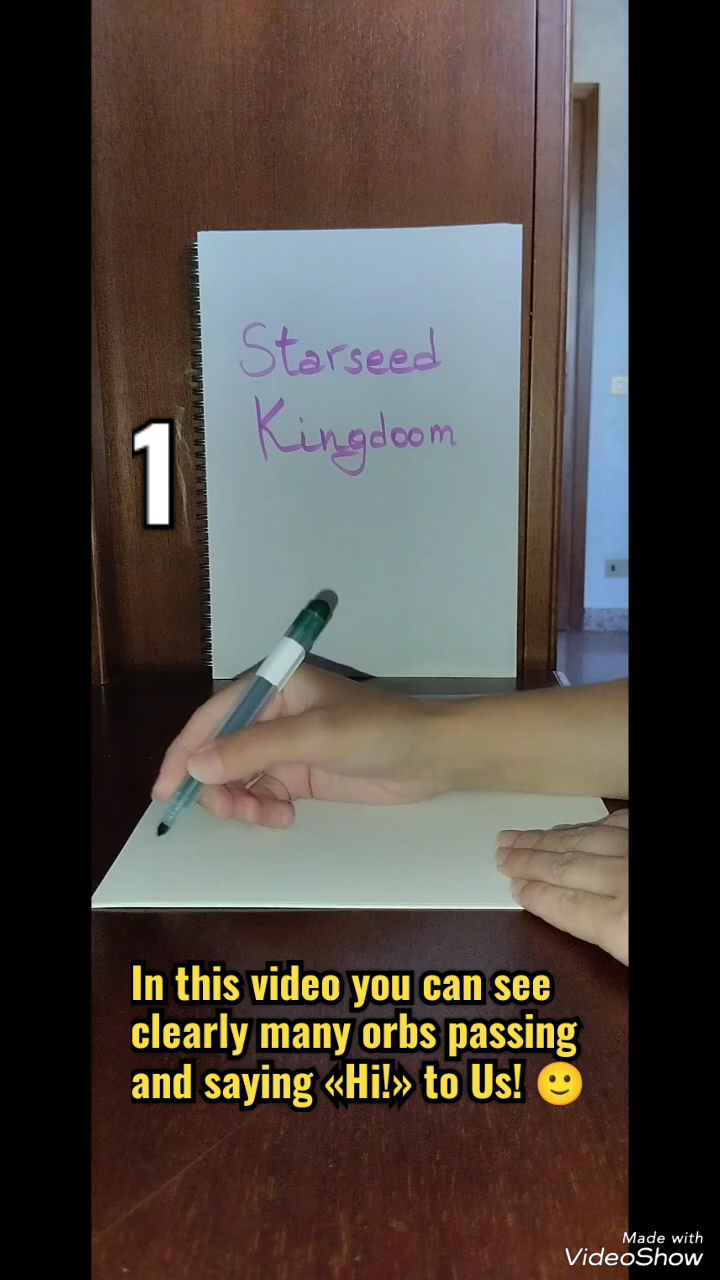 Starseed
Kingdoom
1
In this video you can see
clearly many orbs passing
and saying «Hi!» to Us! 🙂
Made with
VideoShow